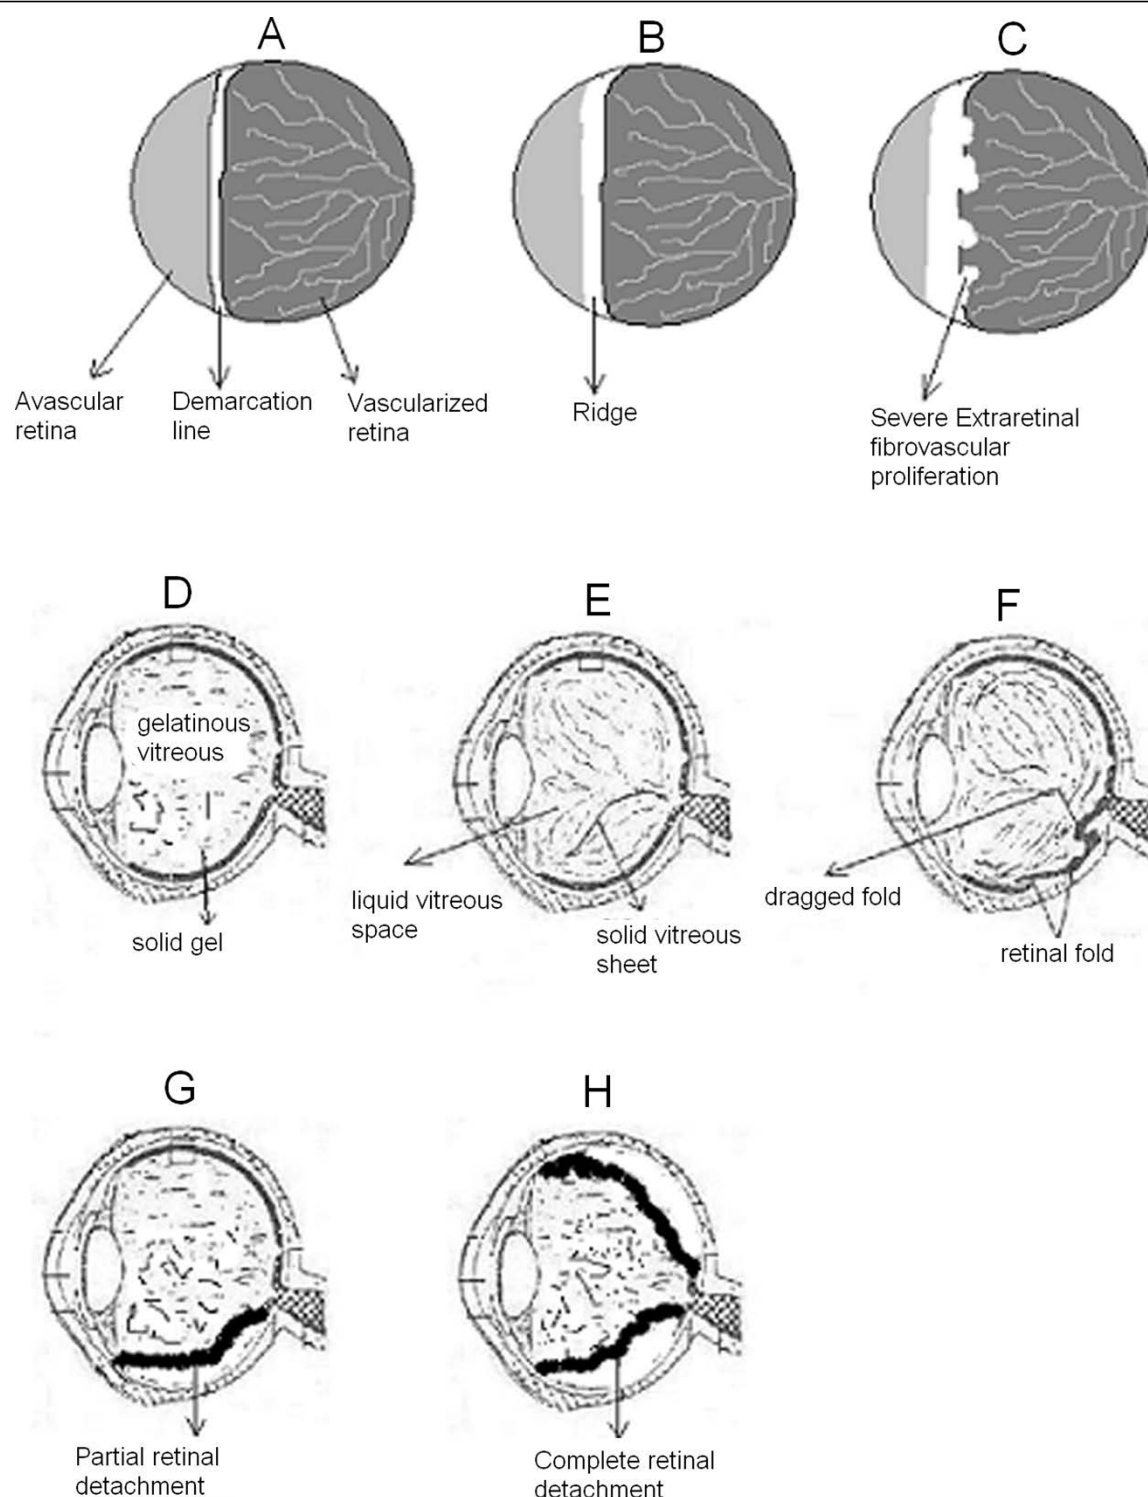 A
B
C
Avascular
retina
Demarcation
line
Vascularized
retina
Ridge
Severe Extraretinal
fibrovascular
proliferation
D
E
F
gelatinous
vitreous
solid gel
liquid vitreous
space
solid vitreous
sheet
dragged fold
retinal fold
G
H
Partial retinal
detachment
Complete retinal
detachment